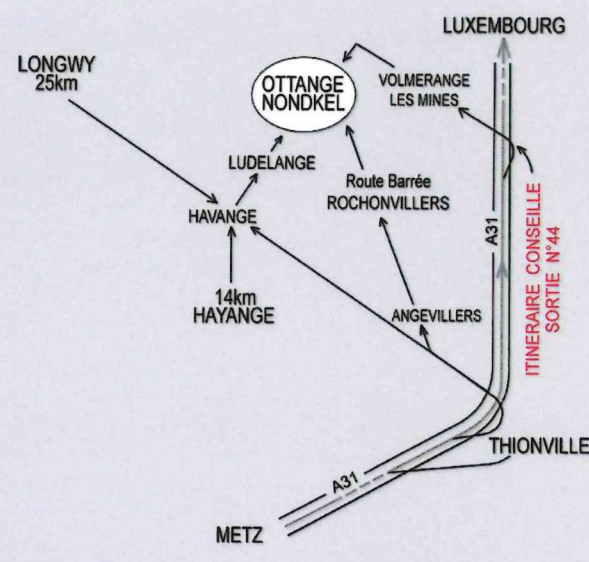 LUXEMBOURG
LONGWY
25km
OTTANGE
NONDKEL
VOLMERANGE
LES MINES
LUDELANGE
Route Barrée
ROCHONVILLERS
HAVANGE
A31
ITINERAIRE CONSEILLE
SORTIE N°44
14km
HAYANGE
ANGEVILLERS
THIONVILLE
A31
METZ